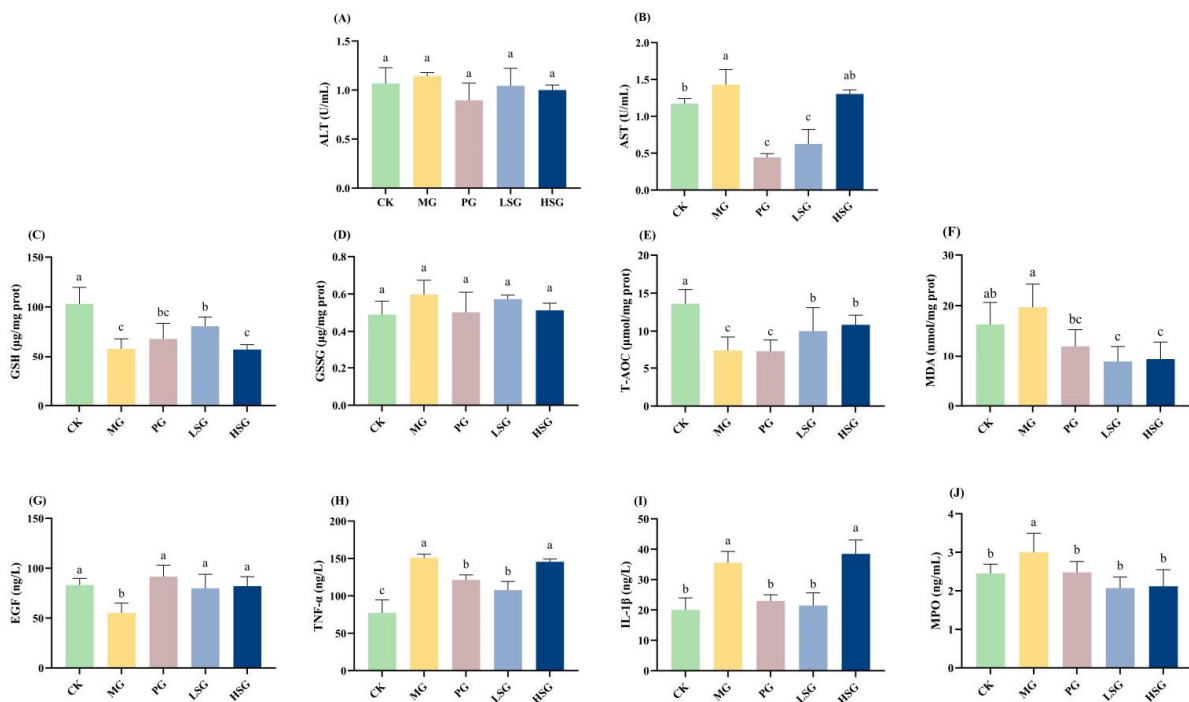 (A)
a a a a a
1.5
1.0
0.5
0.0
ALT (U/mL)
CK MG PG LSG HSG
(B)
b a c c ab
2.0
1.5
1.0
0.5
0.0
AST (U/mL)
CK MG PG LSG HSG
(C)
a c bc b c
150
100
50
0
GSH (μg/mg prot)
CK MG PG LSG HSG
(D)
a a a a a
0.8
0.6
0.4
0.2
0.0
GSSG (μg/mg prot)
CK MG PG LSG HSG
(E)
a c c b b
20
15
10
5
0
T-AOC (μmol/mg prot)
CK MG PG LSG HSG
(F)
ab a bc c c
30
20
10
0
MDA (nmol/mg prot)
CK MG PG LSG HSG
(G)
a b a a a
150
100
50
0
EGF (ng/L)
CK MG PG LSG HSG
(H)
c a b b a
200
150
100
50
0
TNF-α (ng/L)
CK MG PG LSG HSG
(I)
b a b b a
50
40
30
20
10
0
IL-1β (ng/L)
CK MG PG LSG HSG
(J)
b a b b b
4
3
2
1
0
MPO (ng/mL)
CK MG PG LSG HSG